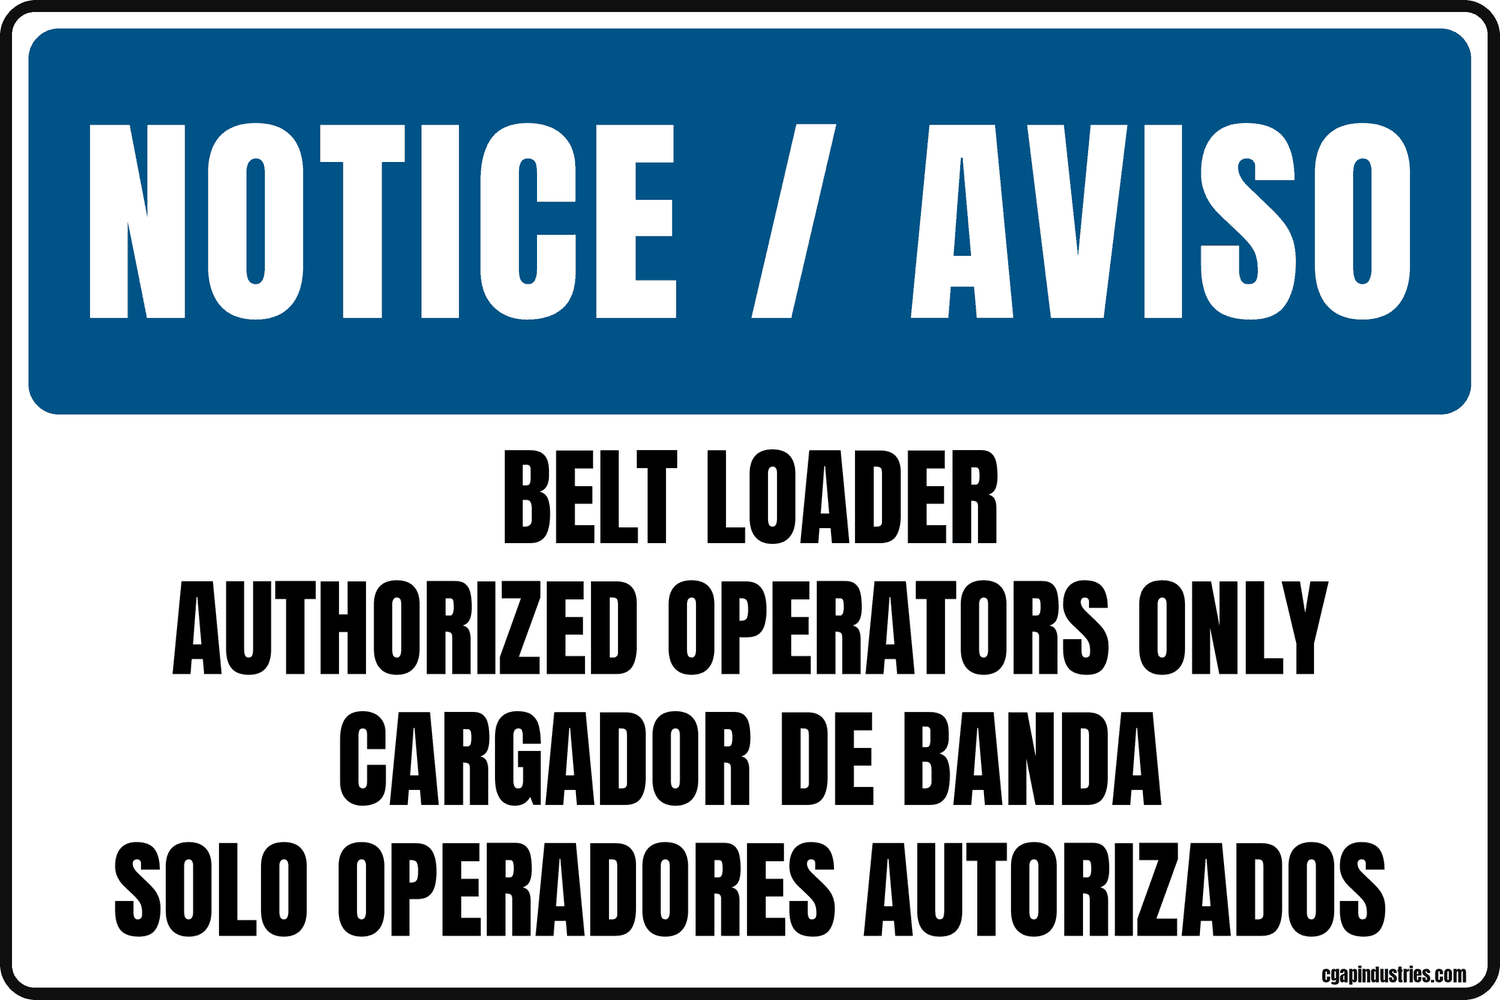 NOTICE / AVISO
BELT LOADER
AUTHORIZED OPERATORS ONLY
CARGADOR DE BANDA
SOLO OPERADORES AUTORIZADOS
cgapindustries.com